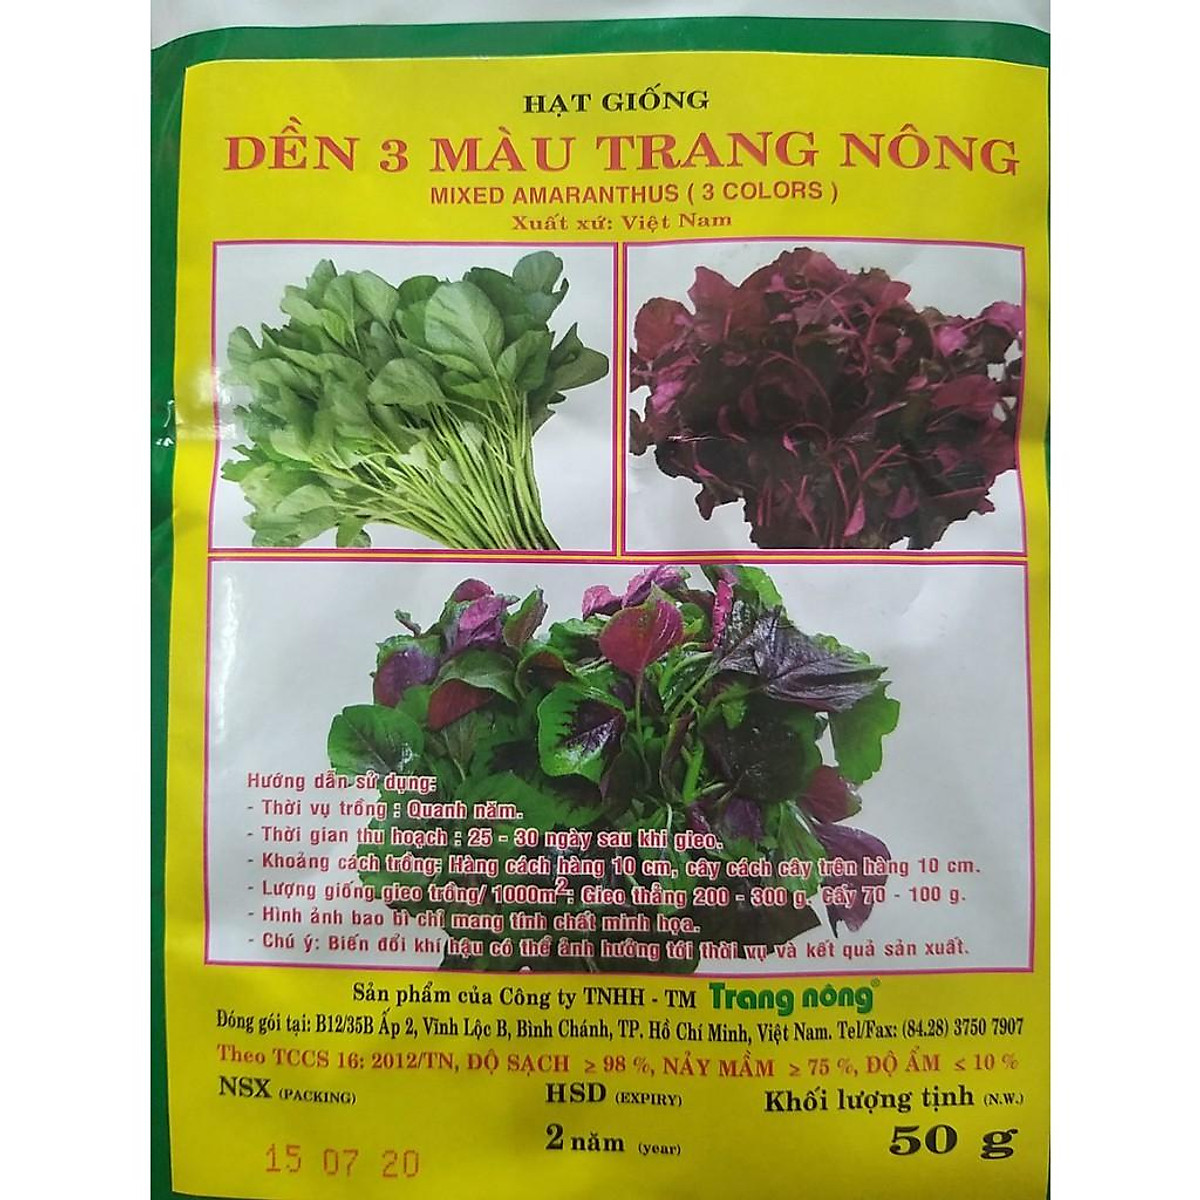 HẠT GIỐNG
DỀN 3 MÀU TRANG NÔNG
MIXED AMARANTHUS ( 3 COLORS )
Xuất xứ: Việt Nam
Hướng dẫn sử dụng:
- Thời vụ trồng : Quanh năm.
- Thời gian thu hoạch : 25 - 30 ngày sau khi gieo.
- Khoảng cách trồng: Hàng cách hàng 10 cm, cây cách cây trên hàng 10 cm.
- Lượng giống gieo trồng/ 1000m²: Gieo thẳng 200 - 300 g. Cấy 70 - 100 g.
- Hình ảnh bao bì chỉ mang tính chất minh họa.
- Chú ý: Biến đổi khí hậu có thể ảnh hưởng tới thời vụ và kết quả sản xuất.
Sản phẩm của Công ty TNHH - TM Trang nông®
Đóng gói tại: B12/35B Ấp 2, Vĩnh Lộc B, Bình Chánh, TP. Hồ Chí Minh, Việt Nam. Tel/Fax: (84.28) 3750 7907
Theo TCCS 16: 2012/TN, ĐỘ SẠCH ≥ 98 %, NẢY MẦM ≥ 75 %, ĐỘ ẨM ≤ 10 %
NSX (PACKING) HSD (EXPIRY) Khối lượng tịnh (N.W.)
15 07 20 2 năm (year) 50 g